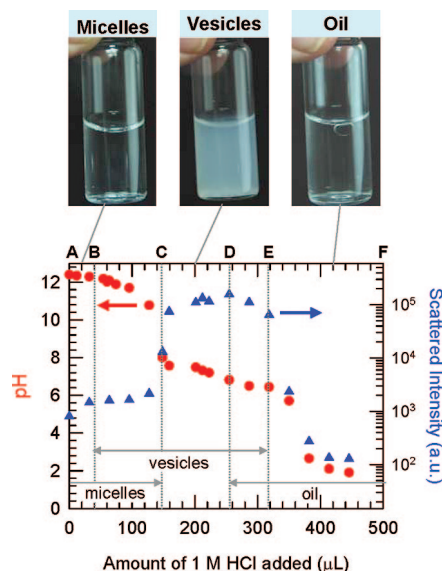 Micelles Vesicles Oil
A B C D E F
12
10
8
6
4
2
pH
10⁵
10⁴
10³
10²
Scattered Intensity (a.u.)
vesicles
micelles oil
0 100 200 300 400 500
Amount of 1 M HCl added (μL)